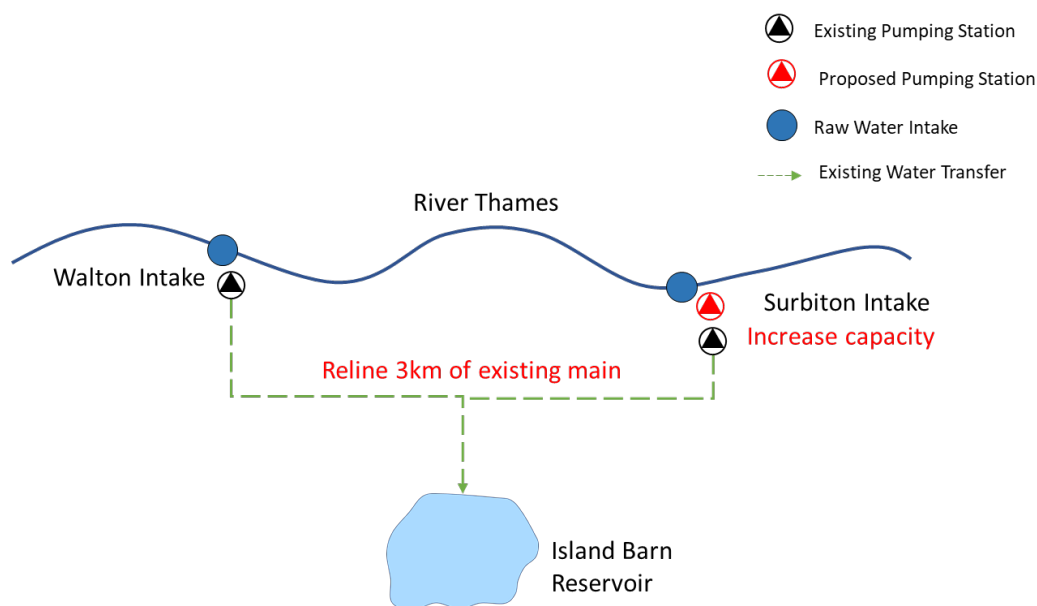 Existing Pumping Station
Proposed Pumping Station
Raw Water Intake
Existing Water Transfer
River Thames
Walton Intake
Surbiton Intake
Increase capacity
Reline 3km of existing main
Island Barn
Reservoir